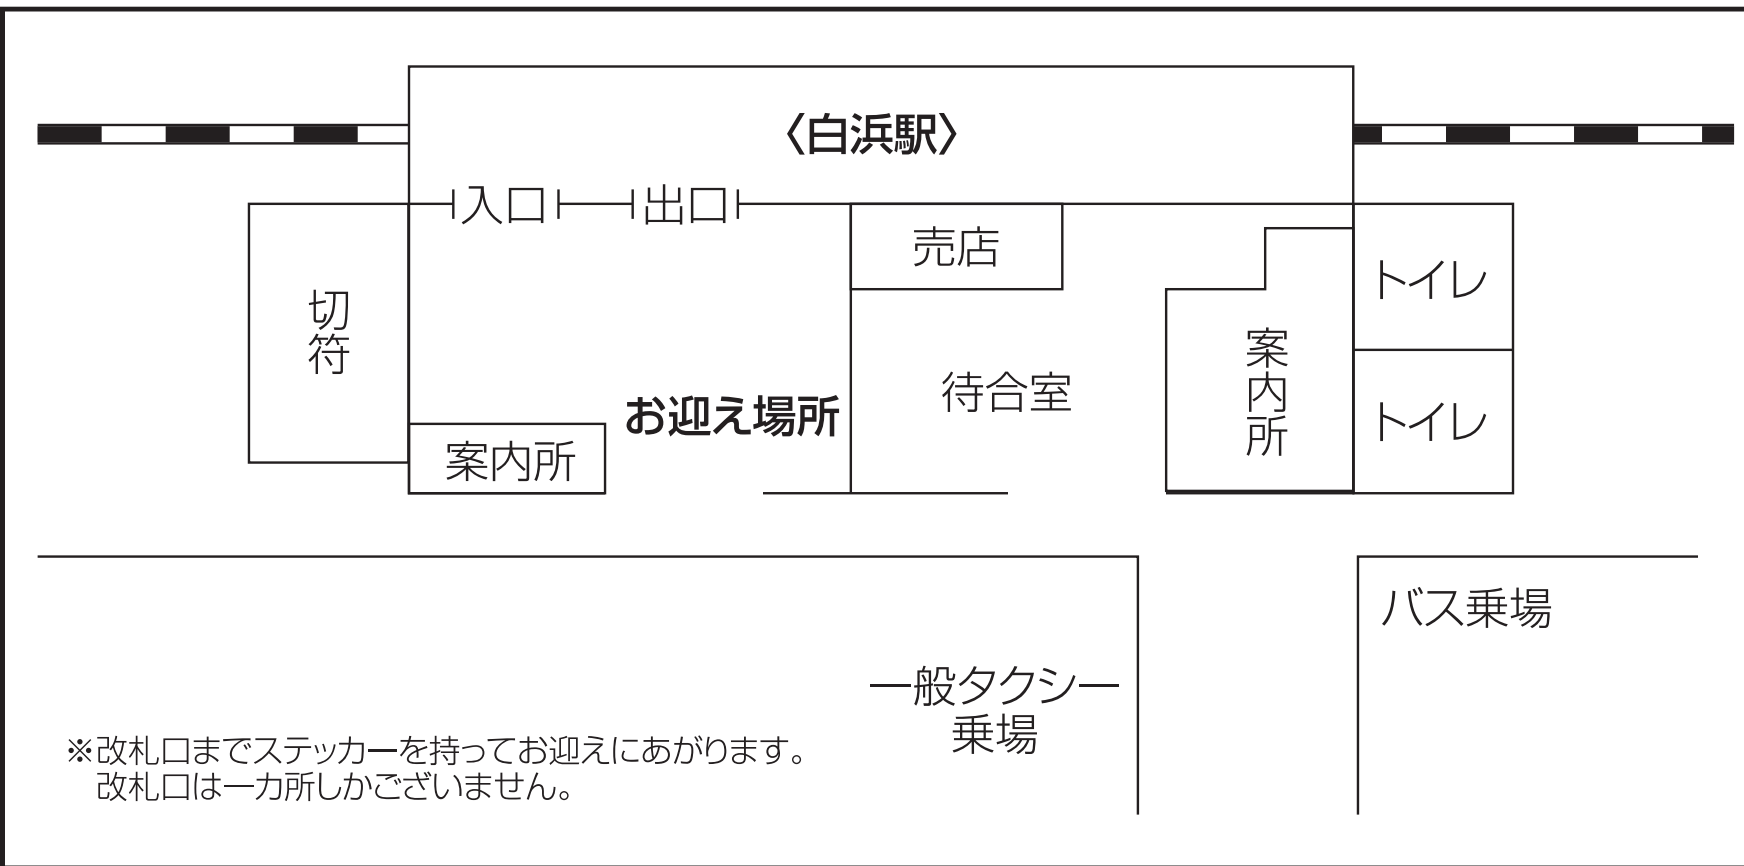 〈白浜駅〉
入口
出口
売店
トイレ
切符
案内所
待合室
お迎え場所
トイレ
案内所
バス乗場
一般タクシー
乗場
※改札口までステッカーを持ってお迎えにあがります。
改札口は一カ所しかございません。